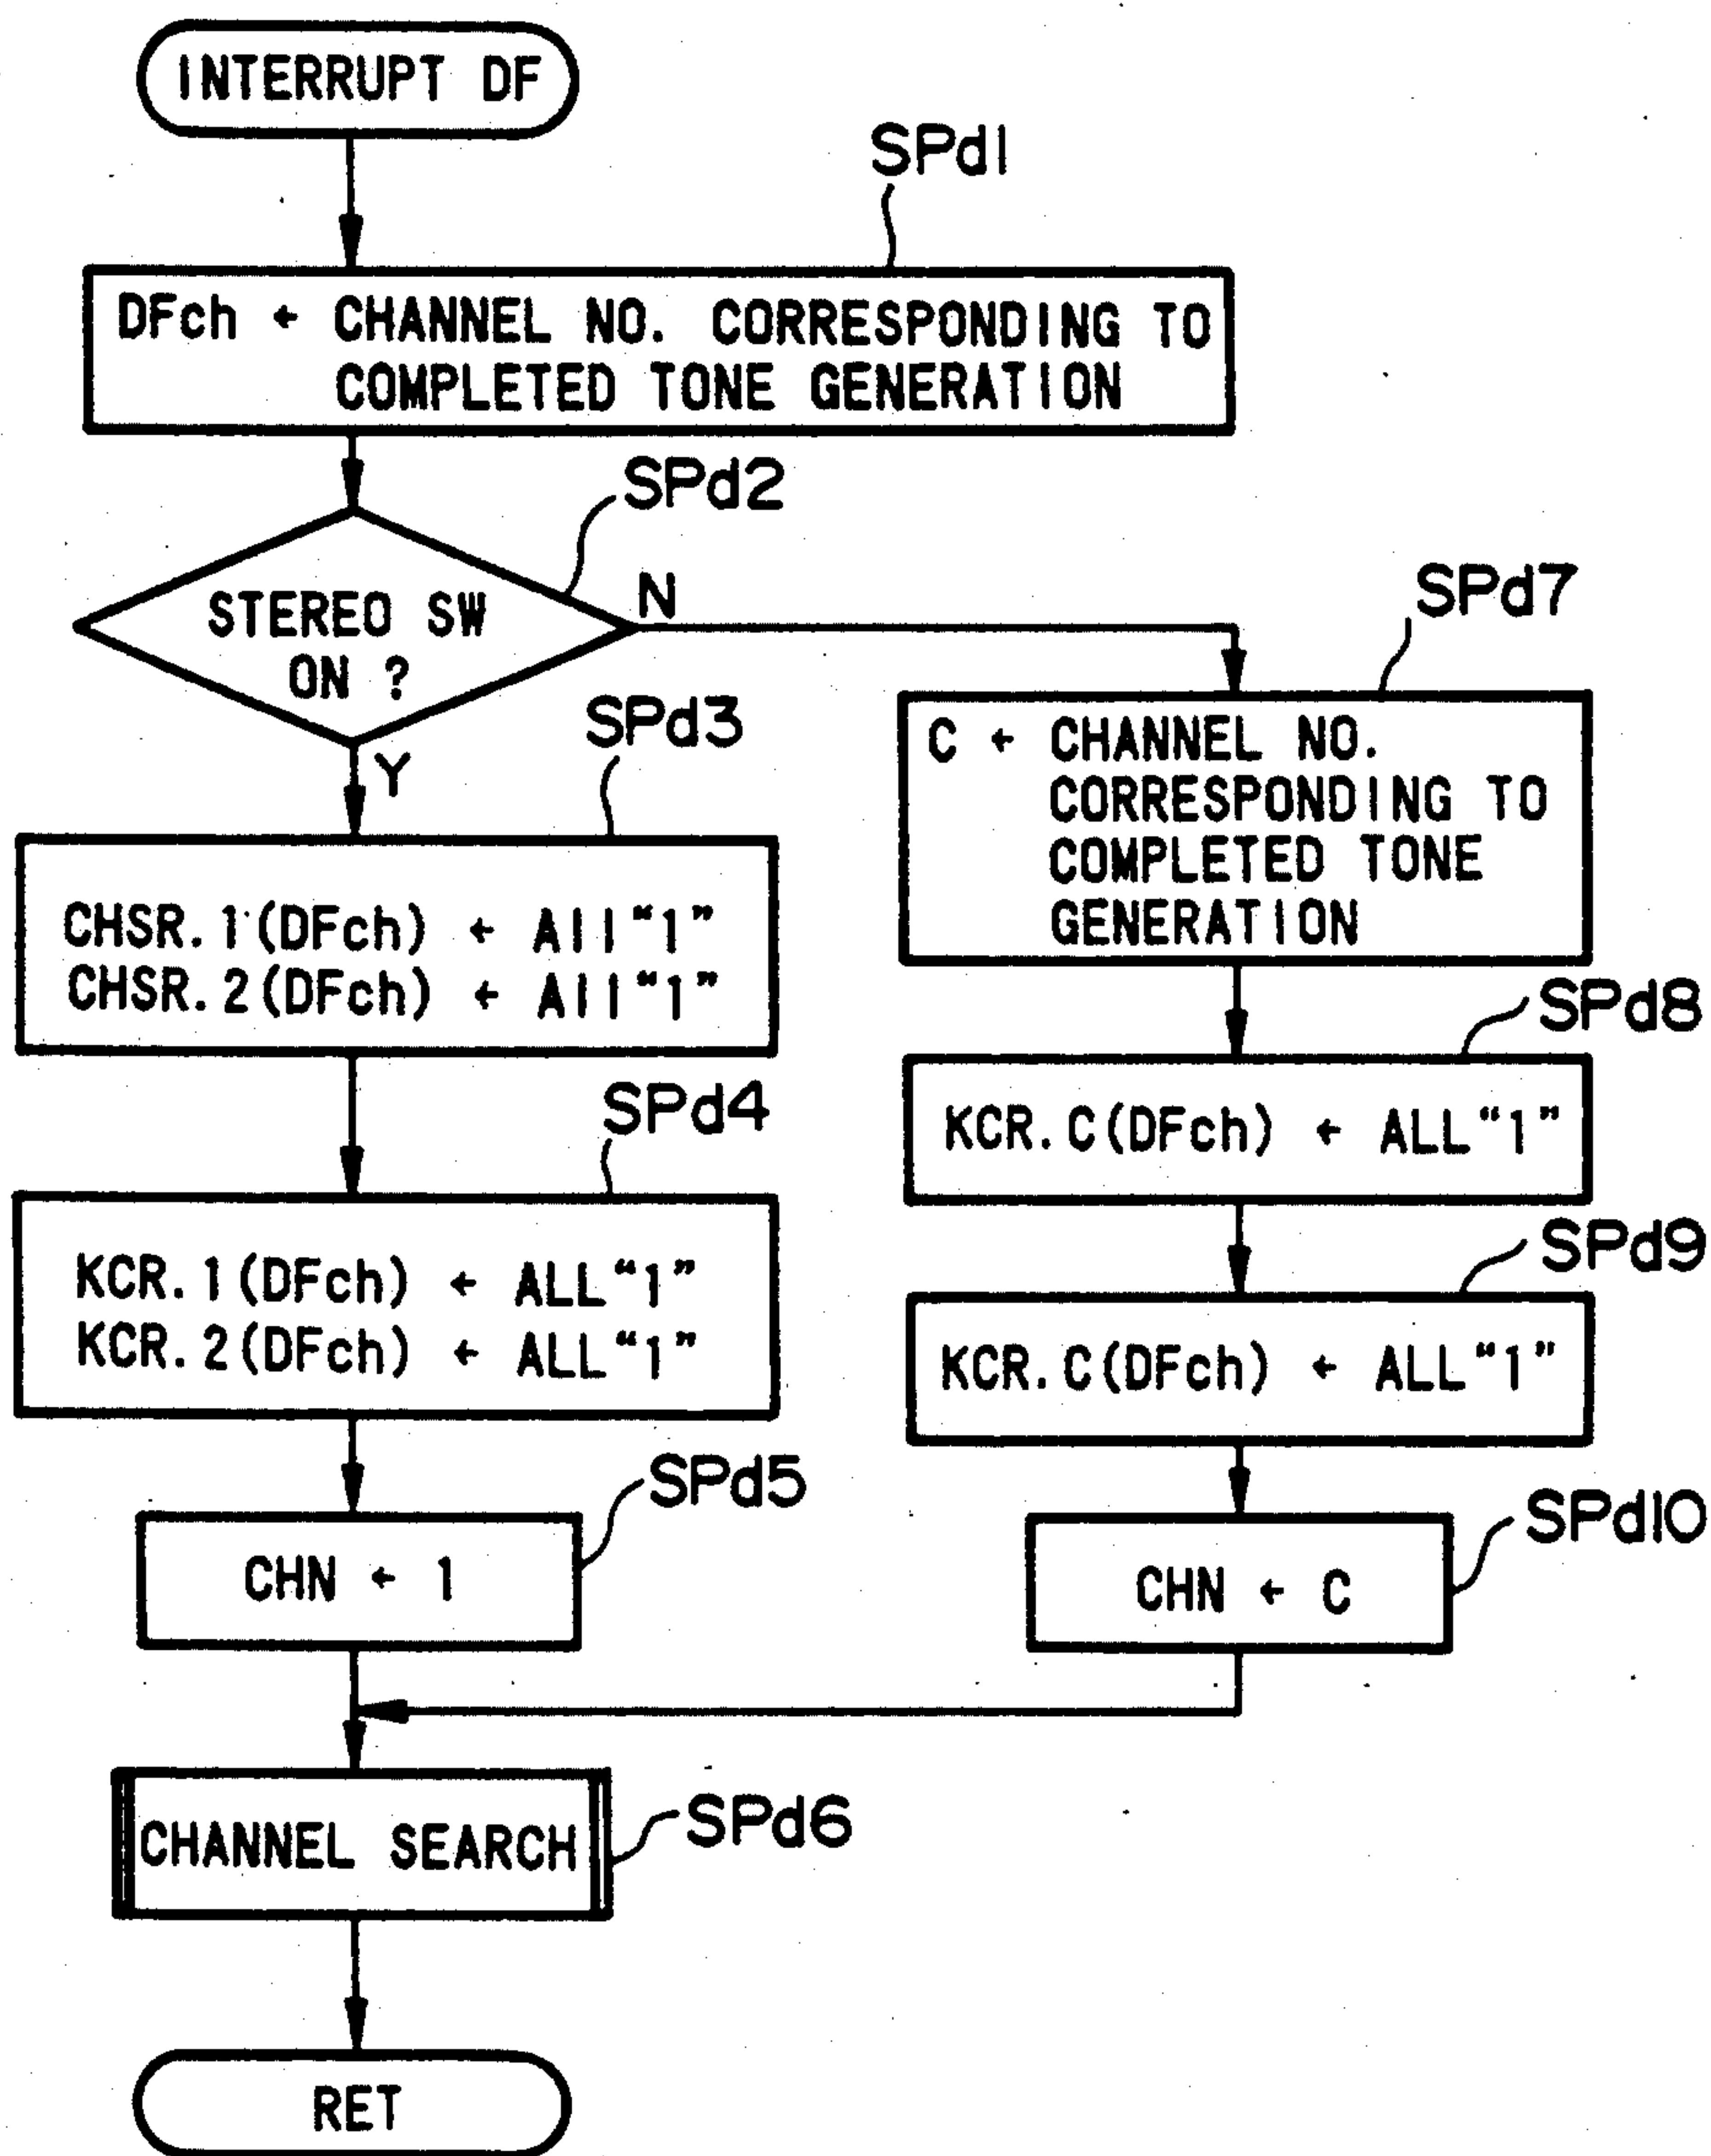 INTERRUPT DF
SPd1
DFch ← CHANNEL NO. CORRESPONDING TO
COMPLETED TONE GENERATION
SPd2
STEREO SW
ON ?
N
Y
SPd3
CHSR.1(DFch) ← All“1”
CHSR.2(DFch) ← All“1”
SPd4
KCR.1(DFch) ← ALL“1”
KCR.2(DFch) ← ALL“1”
SPd5
CHN ← 1
SPd7
C ← CHANNEL NO.
CORRESPONDING TO
COMPLETED TONE
GENERATION
SPd8
KCR.C(DFch) ← ALL“1”
SPd9
KCR.C(DFch) ← ALL“1”
SPd10
CHN ← C
CHANNEL SEARCH
SPd6
RET